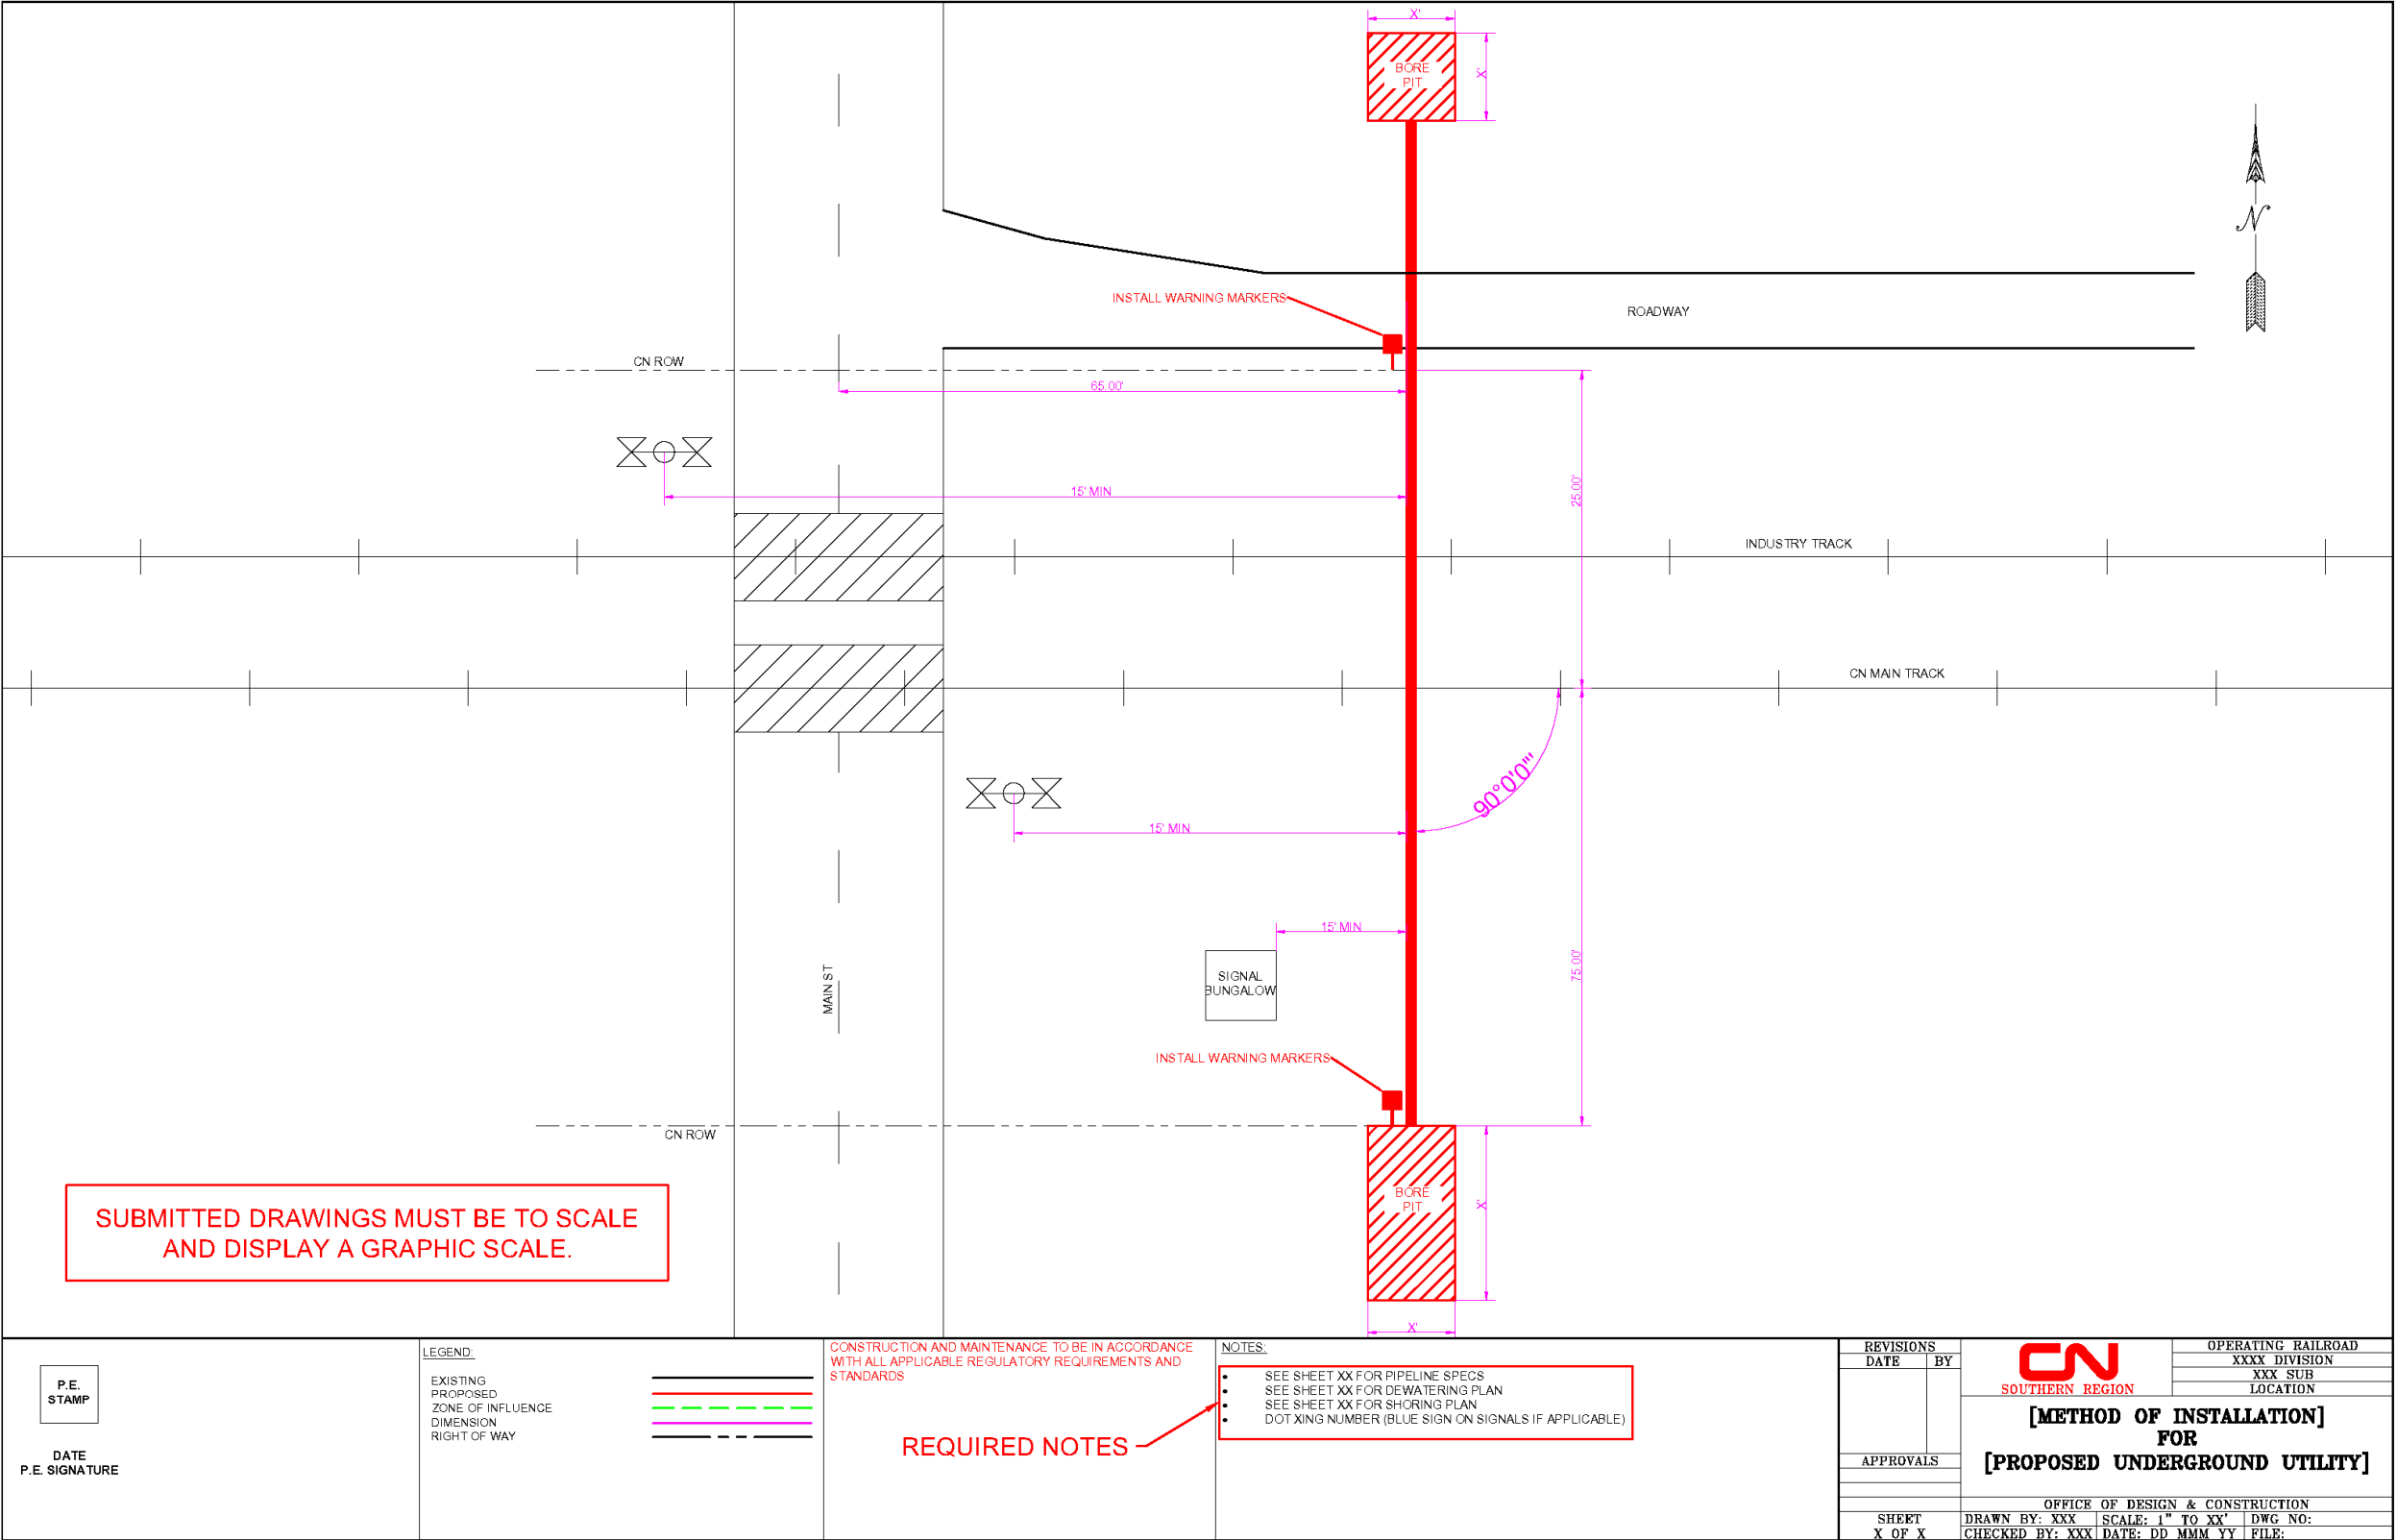 X'
BORE
PIT
X'
N
INSTALL WARNING MARKERS
ROADWAY
CN ROW
65.00'
15' MIN
25.00'
INDUSTRY TRACK
CN MAIN TRACK
90°0'0"
15' MIN
15' MIN
75.00'
MAIN ST
SIGNAL
BUNGALOW
INSTALL WARNING MARKERS
CN ROW
BORE
PIT
X'
X'
SUBMITTED DRAWINGS MUST BE TO SCALE
AND DISPLAY A GRAPHIC SCALE.
P.E.
STAMP
DATE
P.E. SIGNATURE
LEGEND:
EXISTING
PROPOSED
ZONE OF INFLUENCE
DIMENSION
RIGHT OF WAY
CONSTRUCTION AND MAINTENANCE TO BE IN ACCORDANCE
WITH ALL APPLICABLE REGULATORY REQUIREMENTS AND
STANDARDS
REQUIRED NOTES
NOTES:
• SEE SHEET XX FOR PIPELINE SPECS
• SEE SHEET XX FOR DEWATERING PLAN
• SEE SHEET XX FOR SHORING PLAN
• DOT XING NUMBER (BLUE SIGN ON SIGNALS IF APPLICABLE)
REVISIONS
DATE BY
APPROVALS
SHEET
X OF X
CN
SOUTHERN REGION
OPERATING RAILROAD
XXXX DIVISION
XXX SUB
LOCATION
[METHOD OF INSTALLATION]
FOR
[PROPOSED UNDERGROUND UTILITY]
OFFICE OF DESIGN & CONSTRUCTION
DRAWN BY: XXX SCALE: 1" TO XX' DWG NO:
CHECKED BY: XXX DATE: DD MMM YY FILE: